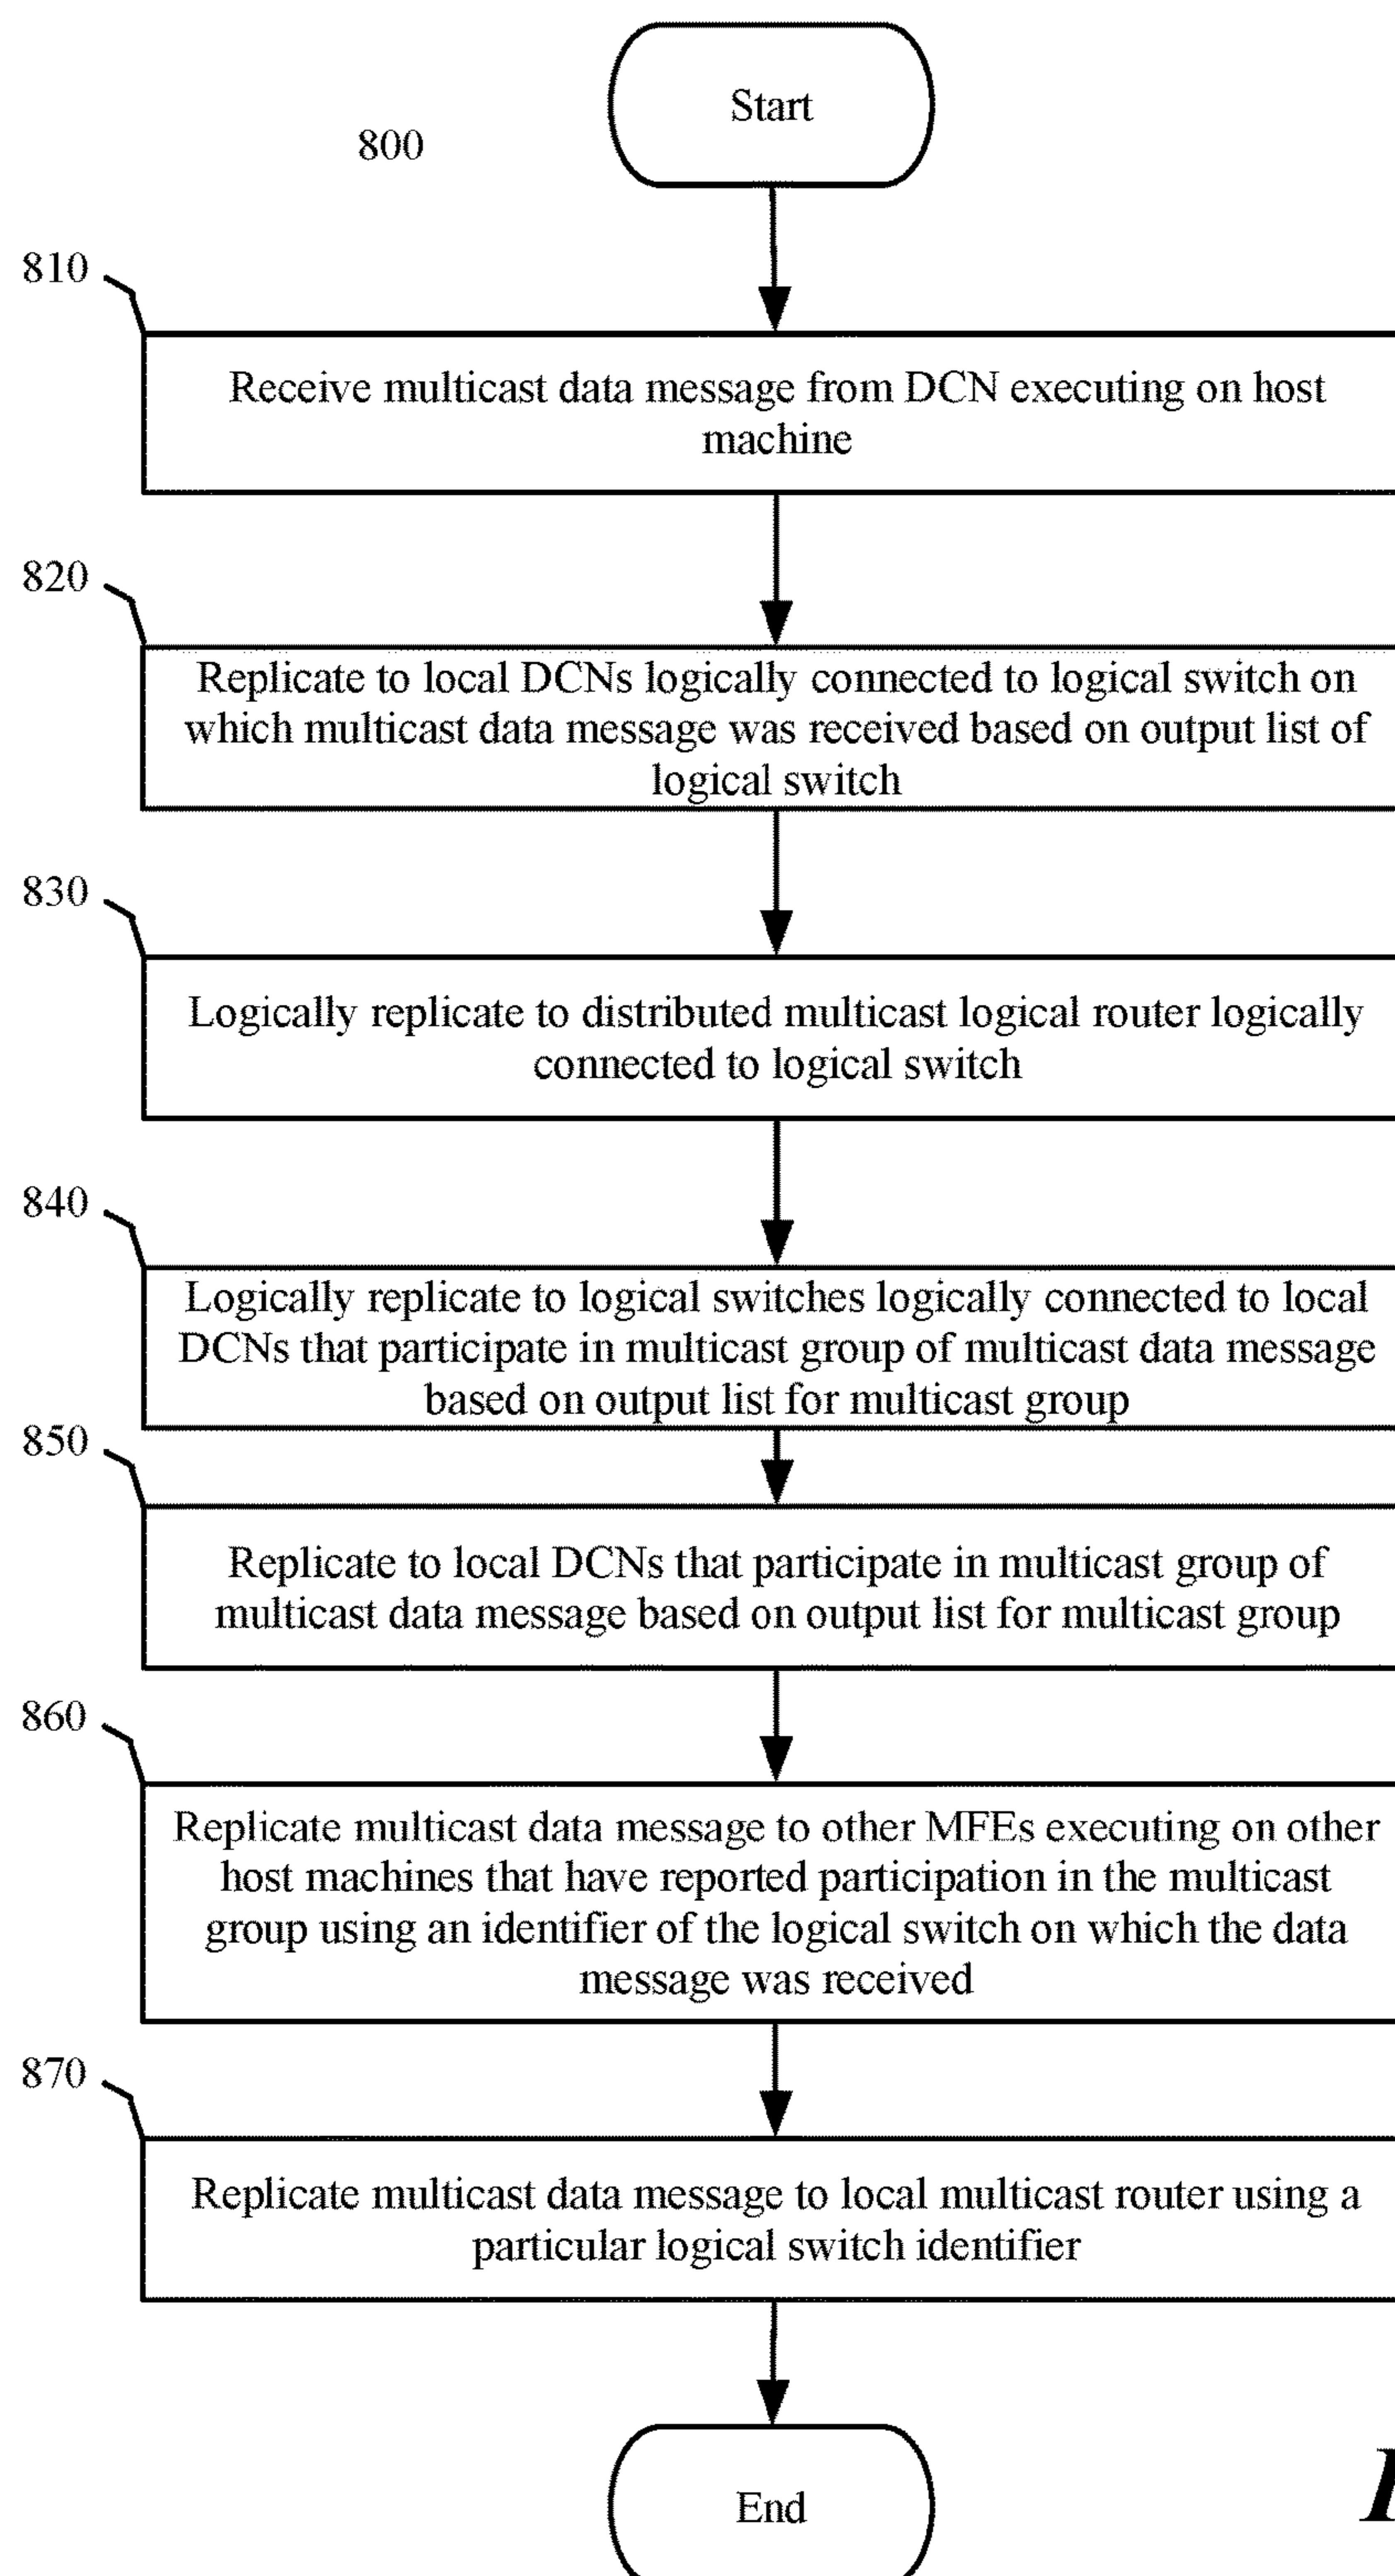 Start
800
810
Receive multicast data message from DCN executing on host
machine
820
Replicate to local DCNs logically connected to logical switch on
which multicast data message was received based on output list of
logical switch
830
Logically replicate to distributed multicast logical router logically
connected to logical switch
840
Logically replicate to logical switches logically connected to local
DCNs that participate in multicast group of multicast data message
based on output list for multicast group
850
Replicate to local DCNs that participate in multicast group of
multicast data message based on output list for multicast group
860
Replicate multicast data message to other MFEs executing on other
host machines that have reported participation in the multicast
group using an identifier of the logical switch on which the data
message was received
870
Replicate multicast data message to local multicast router using a
particular logical switch identifier
End